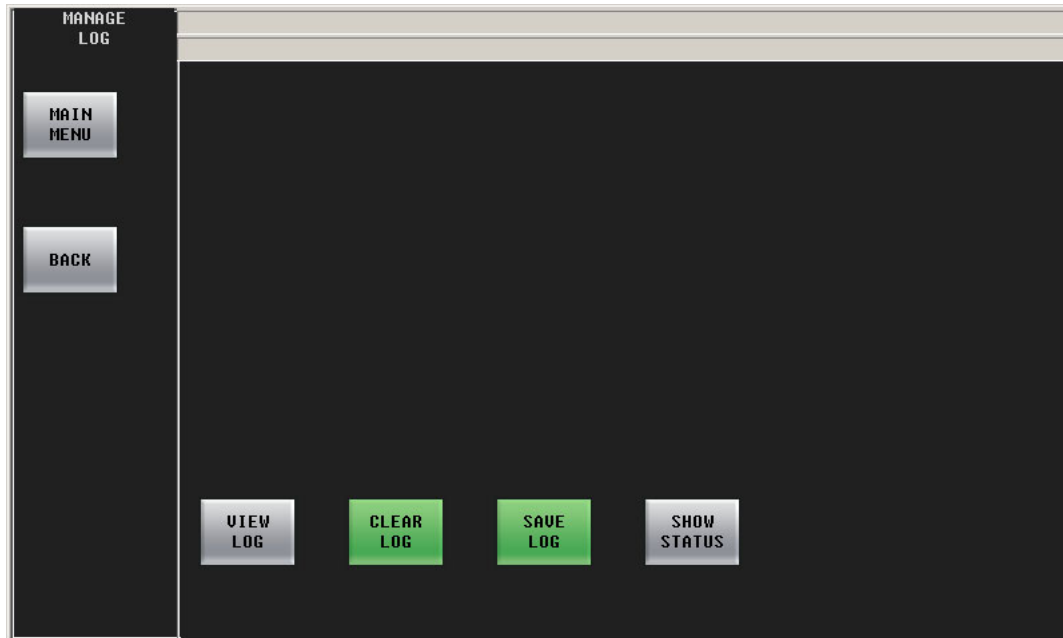 MANAGE
LOG
MAIN
MENU
BACK
VIEW
LOG
CLEAR
LOG
SAVE
LOG
SHOW
STATUS